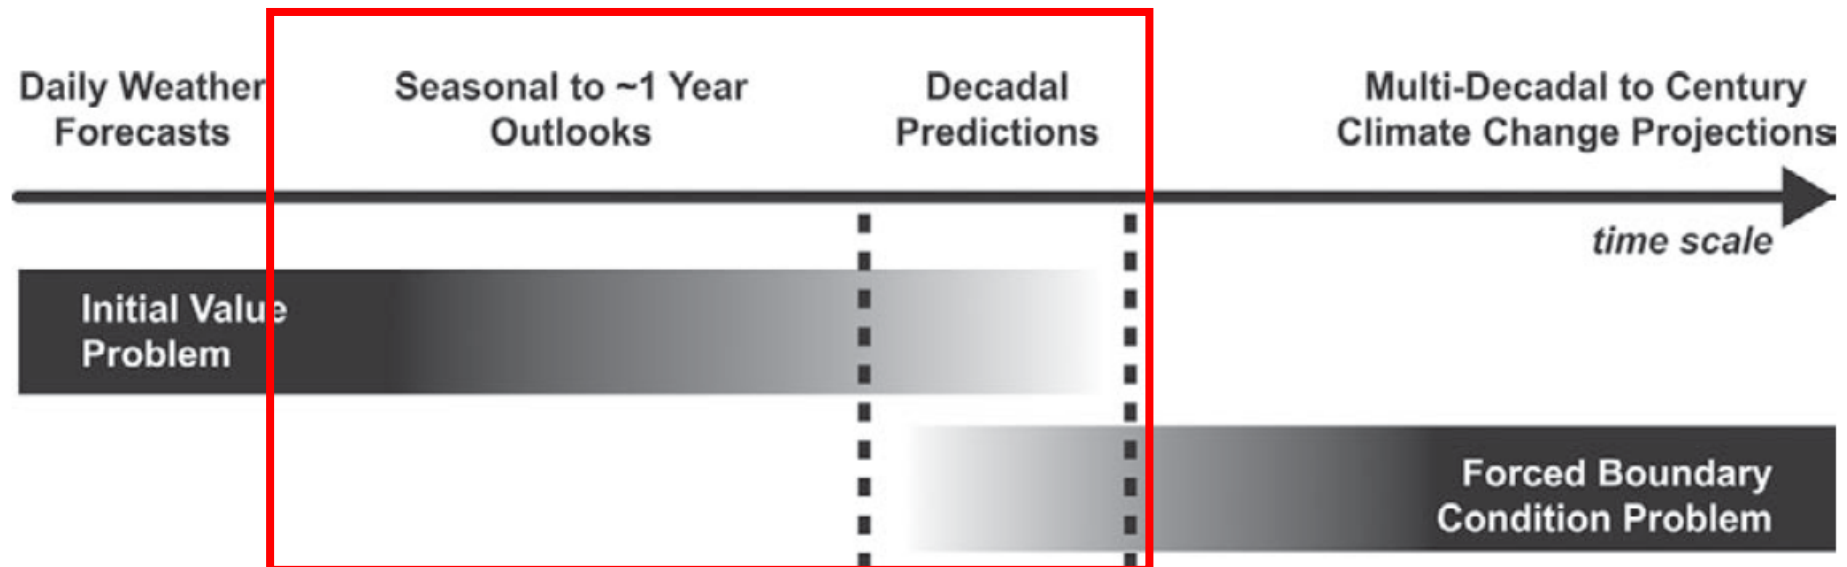 Daily Weather
Forecasts
Seasonal to ~1 Year
Outlooks
Decadal
Predictions
Multi-Decadal to Century
Climate Change Projections
time scale
Initial Value
Problem
Forced Boundary
Condition Problem